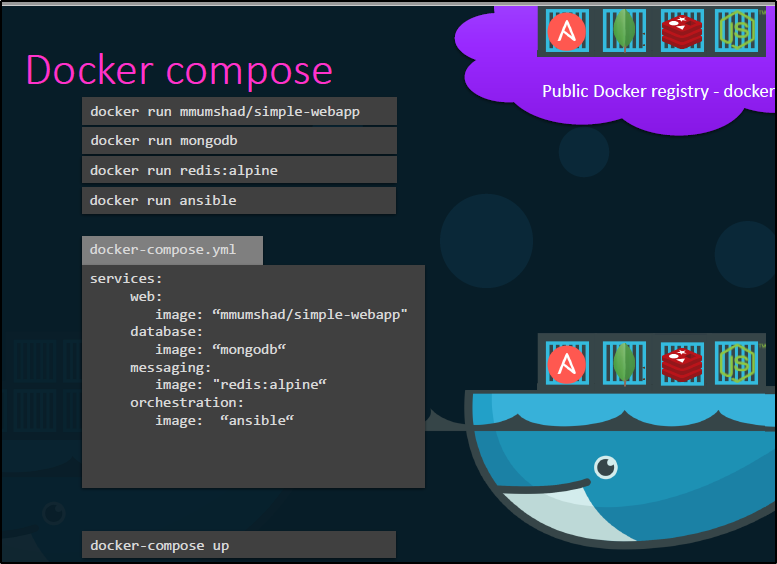 Docker compose
Public Docker registry - docker
docker run mmumshad/simple-webapp
docker run mongodb
docker run redis:alpine
docker run ansible
docker-compose.yml
services:
web:
image: “mmumshad/simple-webapp"
database:
image: “mongodb“
messaging:
image: "redis:alpine“
orchestration:
image:  “ansible“
docker-compose up